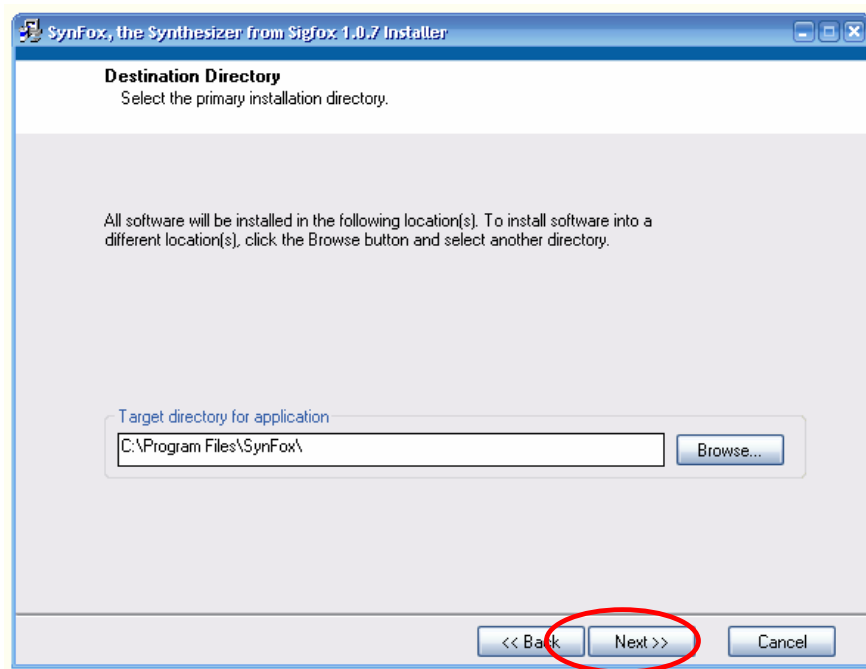 SynFox, the Synthesizer from Sigfox 1.0.7 Installer
Destination Directory
Select the primary installation directory.
All software will be installed in the following location(s). To install software into a
different location(s), click the Browse button and select another directory.
Target directory for application
C:\Program Files\SynFox\
Browse...
<< Back
Next >>
Cancel